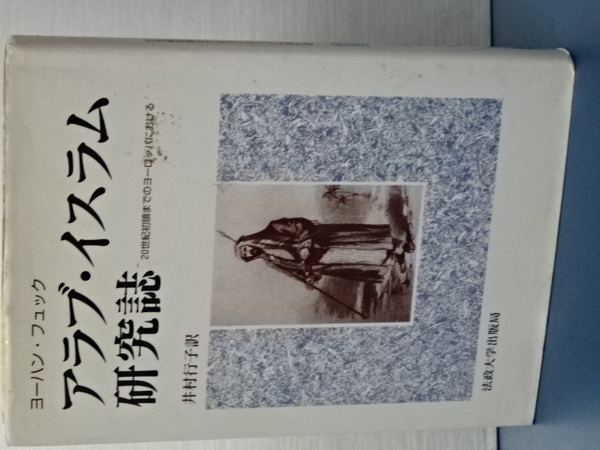 ヨーハン・フュック
アラブ・イスラム
研究誌
20世紀初頭までのヨーロッパにおける
井村行子訳
法政大学出版局